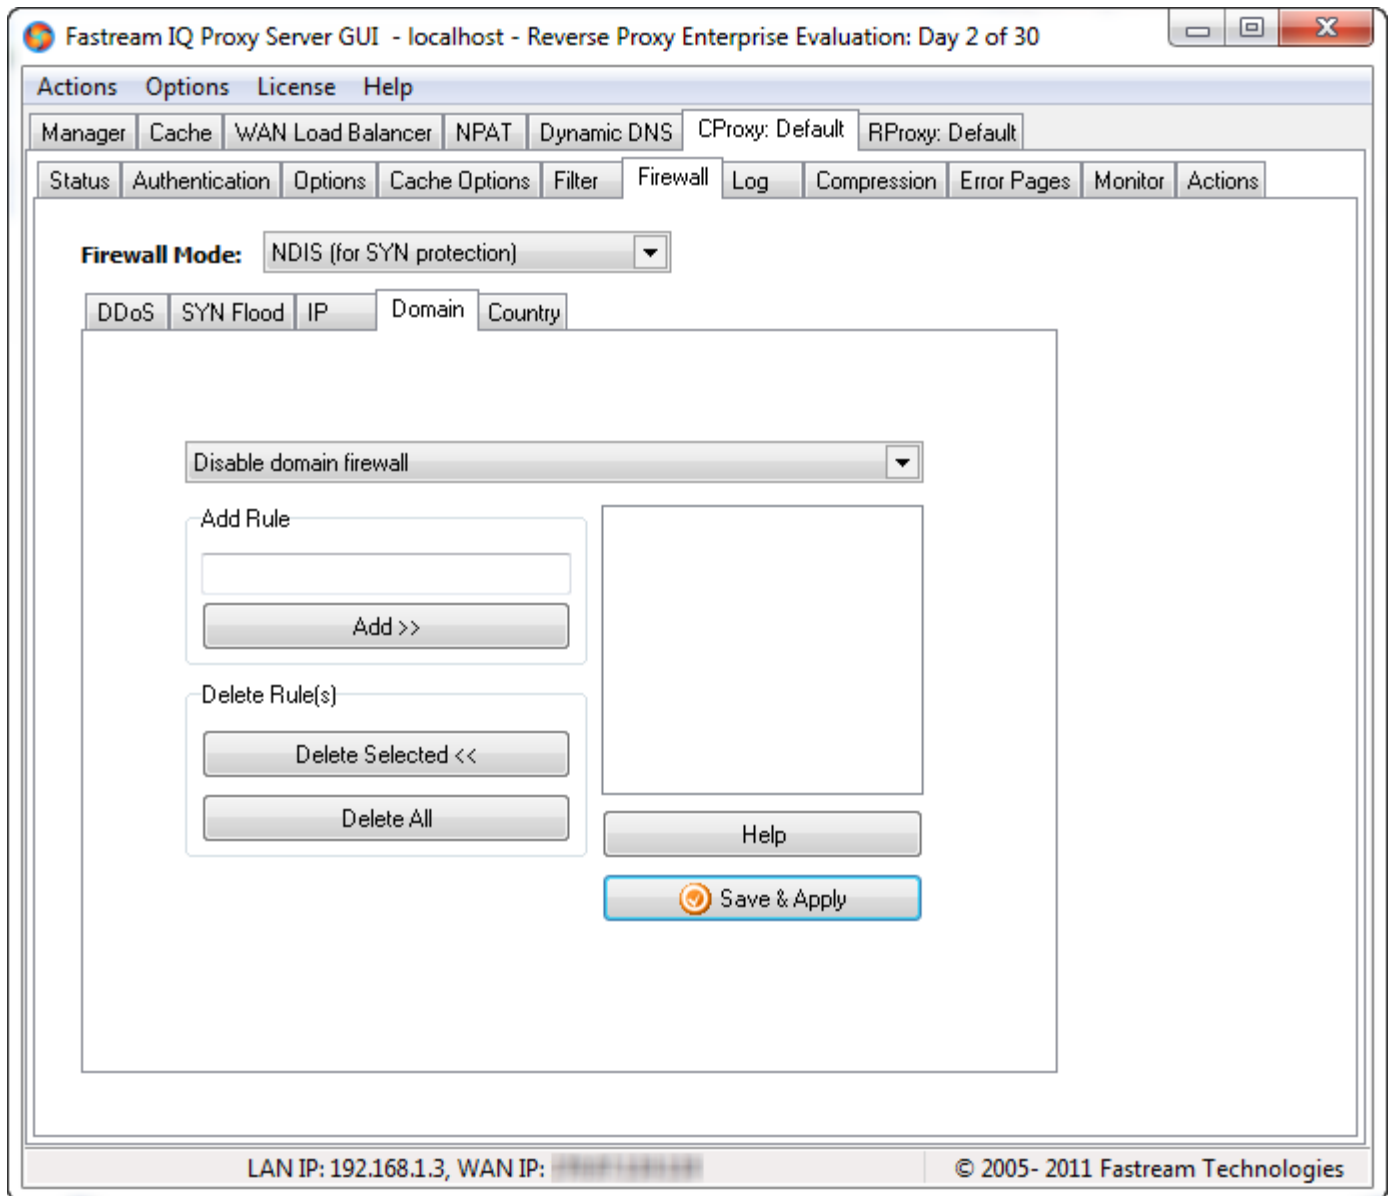 Fastream IQ Proxy Server GUI - localhost - Reverse Proxy Enterprise Evaluation: Day 2 of 30
Actions Options License Help
Manager Cache WAN Load Balancer NPAT Dynamic DNS CProxy: Default RProxy: Default
Status Authentication Options Cache Options Filter Firewall Log Compression Error Pages Monitor Actions
Firewall Mode: NDIS (for SYN protection)
DDoS SYN Flood IP Domain Country
Disable domain firewall
Add Rule
Add >>
Delete Rule(s)
Delete Selected <<
Delete All
Help
Save & Apply
LAN IP: 192.168.1.3, WAN IP:
© 2005- 2011 Fastream Technologies